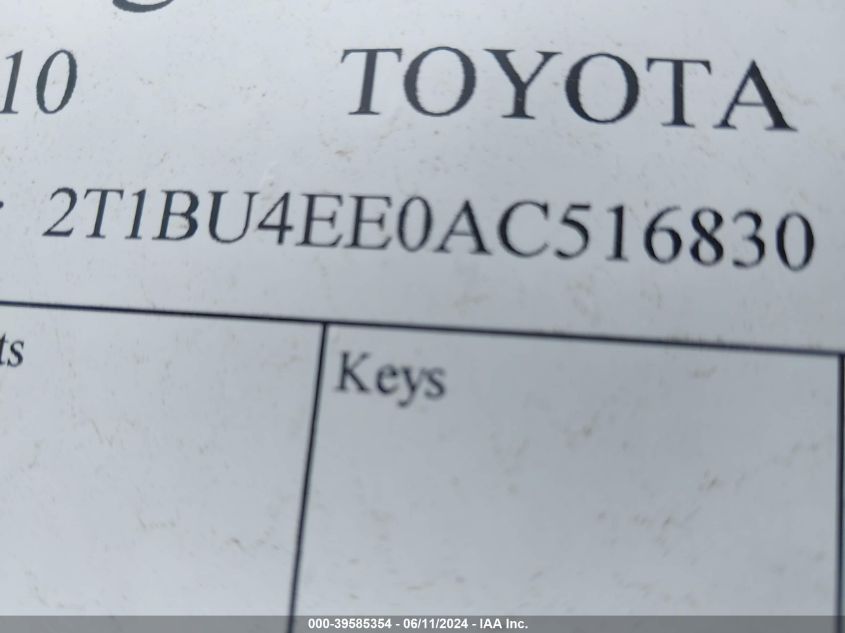 10 TOYOTA
2T1BU4EE0AC516830
ts Keys
000-39585354 - 06/11/2024 - IAA Inc.